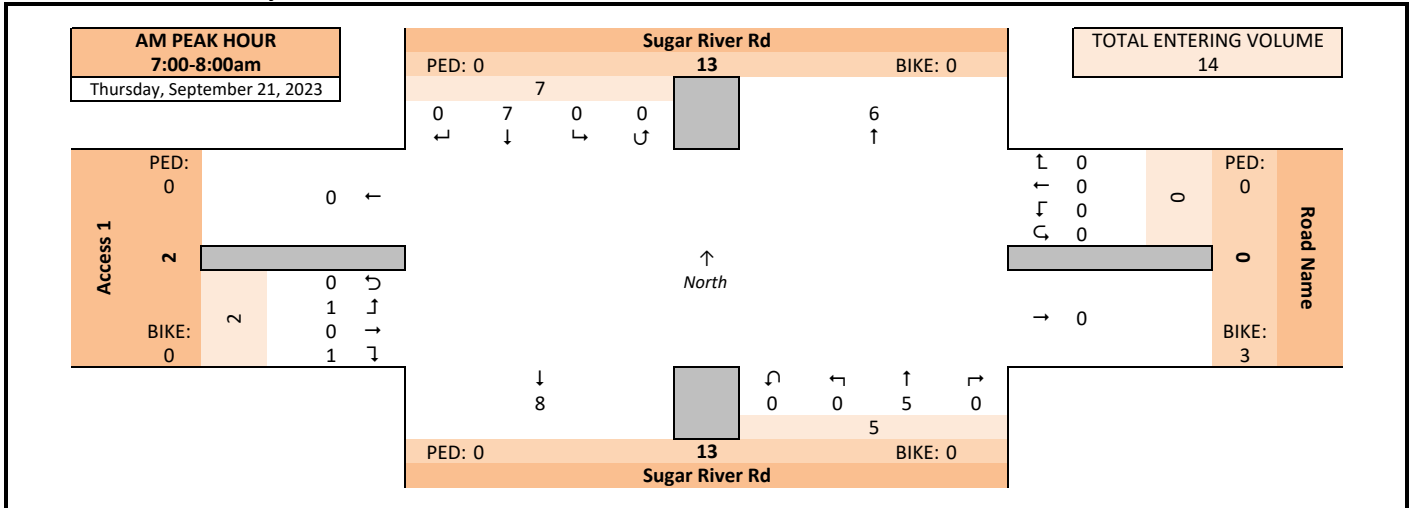 AM PEAK HOUR
7:00-8:00am
Thursday, September 21, 2023
Sugar River Rd
PED: 0 13 BIKE: 0
7
0 7 0 0 6
↵ ↓ ↳ ↺ ↑
TOTAL ENTERING VOLUME
14
Access 1
PED:
0
2
BIKE:
0
2
0 ←
0 ⮌
1 ⮥
0 →
1 ⮧
↑
North
↰ 0
← 0
↲ 0
⮎ 0
→ 0
0
PED:
0
0
BIKE:
3
Road Name
↓ ↶ ↰ ↑ ↱
8 0 0 5 0
5
PED: 0 13 BIKE: 0
Sugar River Rd